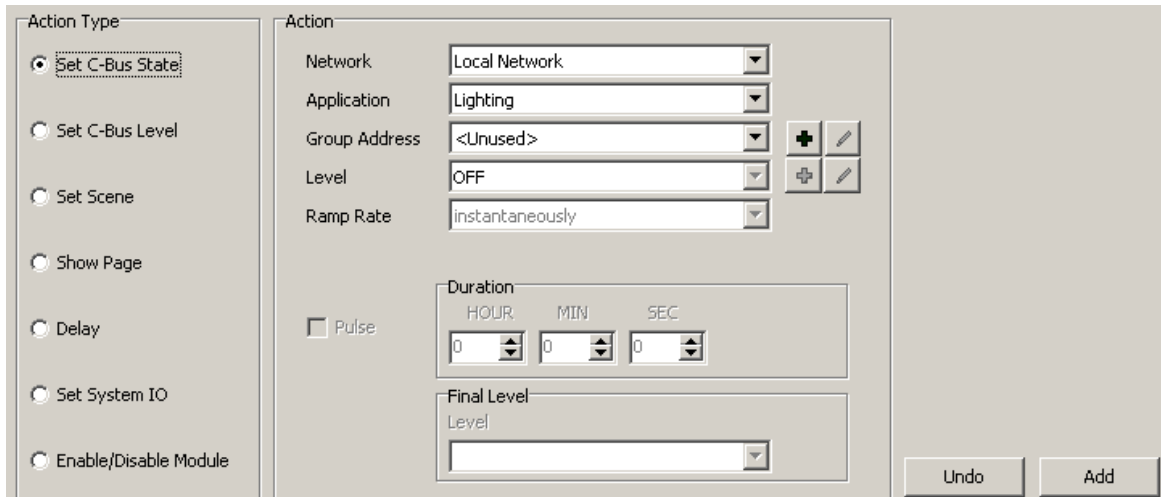 Action Type
Set C-Bus State
Set C-Bus Level
Set Scene
Show Page
Delay
Set System IO
Enable/Disable Module
Action
Network Local Network
Application Lighting
Group Address <Unused>
Level OFF
Ramp Rate instantaneously
Pulse
Duration
HOUR MIN SEC
0 0 0
Final Level
Level
Undo Add